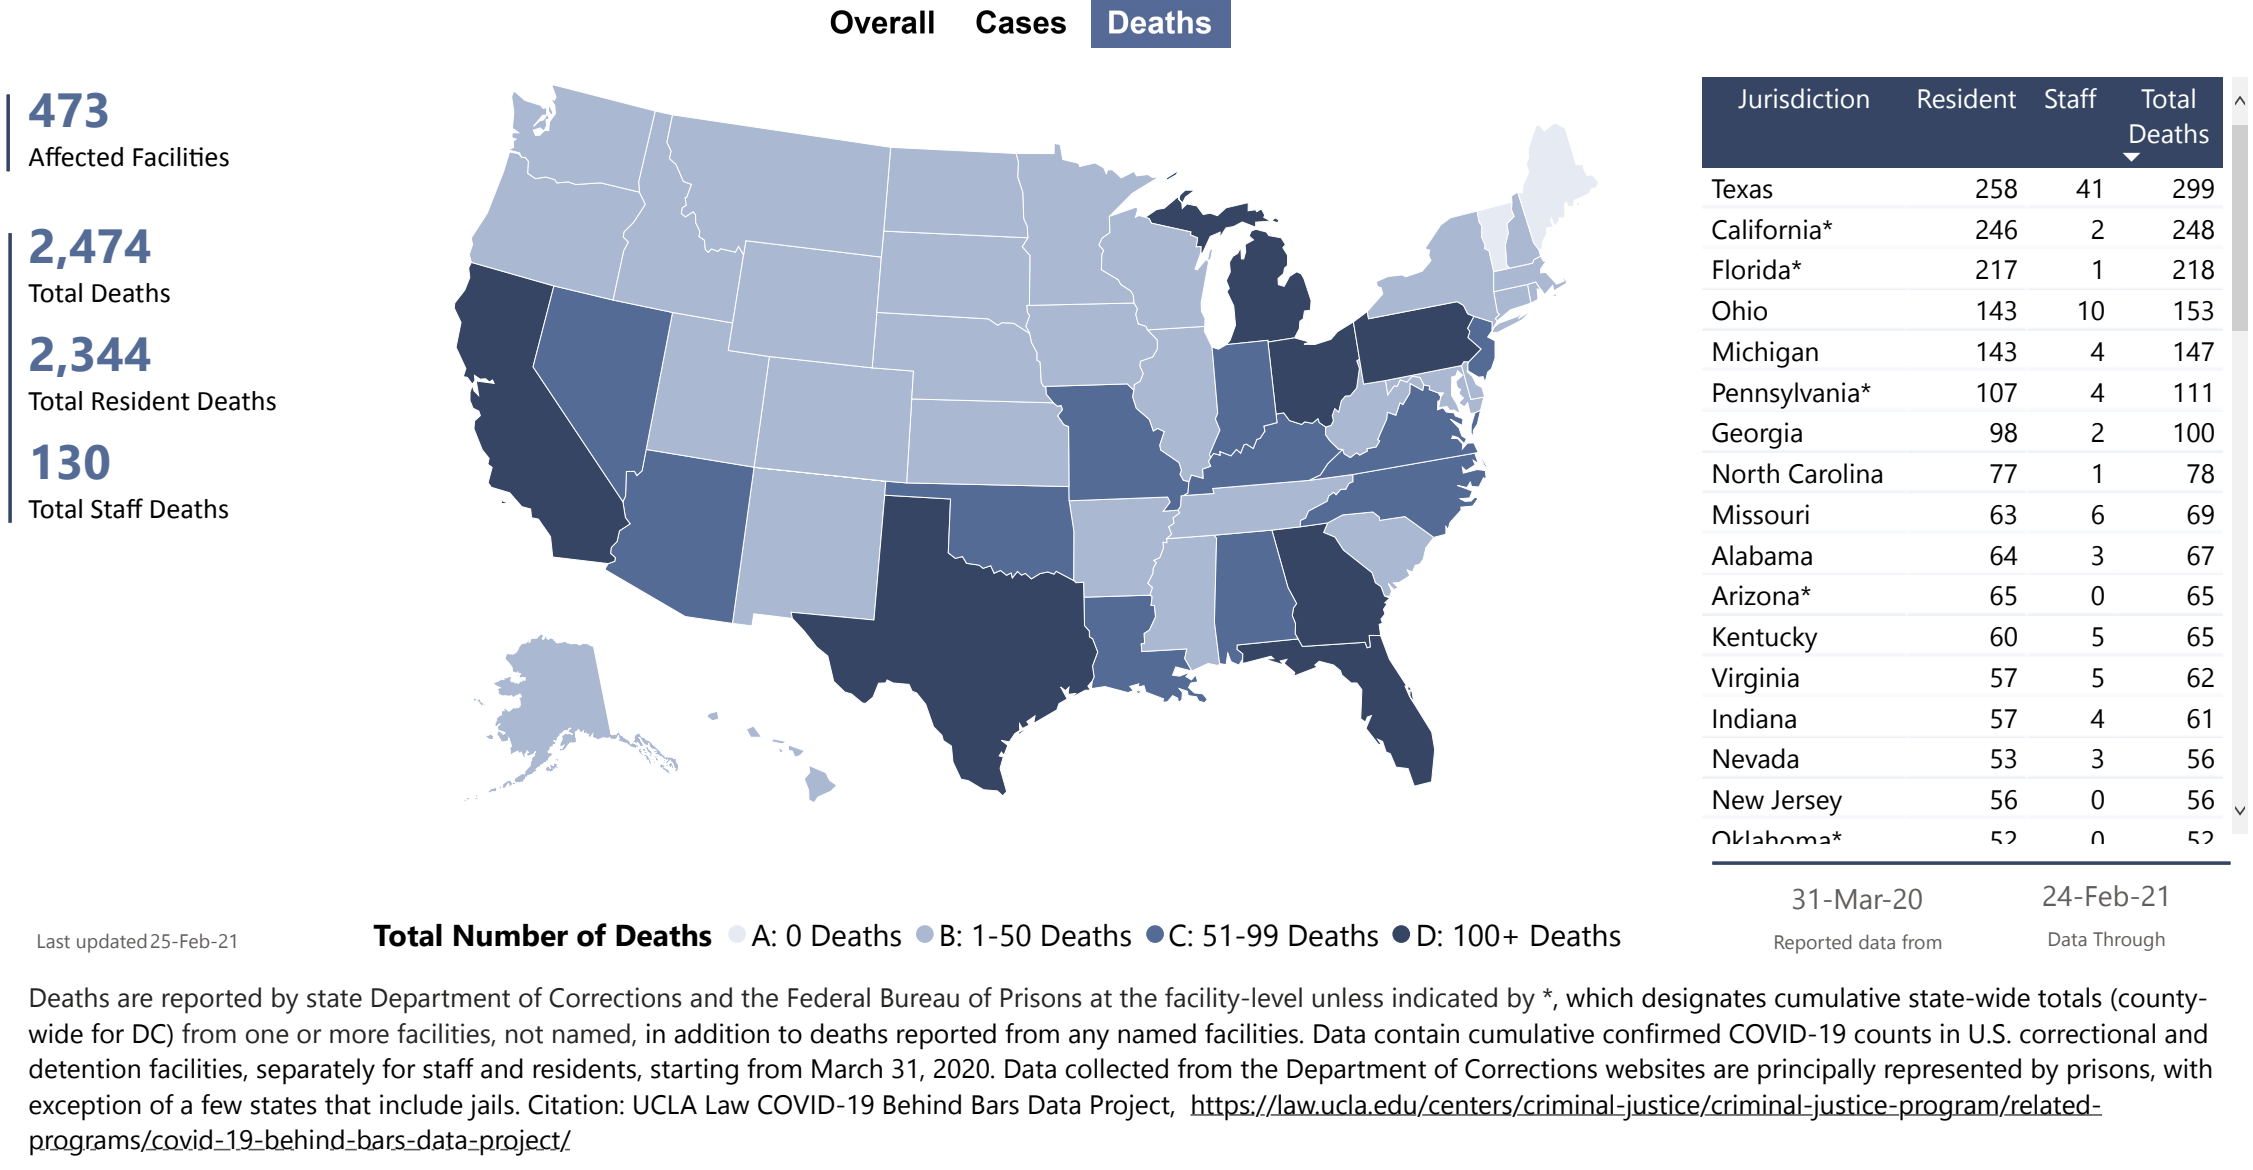 Overall Cases Deaths
473
Affected Facilities
2,474
Total Deaths
2,344
Total Resident Deaths
130
Total Staff Deaths
Jurisdiction Resident Staff Total Deaths
Texas 258 41 299
California* 246 2 248
Florida* 217 1 218
Ohio 143 10 153
Michigan 143 4 147
Pennsylvania* 107 4 111
Georgia 98 2 100
North Carolina 77 1 78
Missouri 63 6 69
Alabama 64 3 67
Arizona* 65 0 65
Kentucky 60 5 65
Virginia 57 5 62
Indiana 57 4 61
Nevada 53 3 56
New Jersey 56 0 56
Oklahoma* 52 0 52
31-Mar-20 24-Feb-21
Reported data from Data Through
Last updated 25-Feb-21
Total Number of Deaths A: 0 Deaths B: 1-50 Deaths C: 51-99 Deaths D: 100+ Deaths
Deaths are reported by state Department of Corrections and the Federal Bureau of Prisons at the facility-level unless indicated by *, which designates cumulative state-wide totals (county-
wide for DC) from one or more facilities, not named, in addition to deaths reported from any named facilities. Data contain cumulative confirmed COVID-19 counts in U.S. correctional and
detention facilities, separately for staff and residents, starting from March 31, 2020. Data collected from the Department of Corrections websites are principally represented by prisons, with
exception of a few states that include jails. Citation: UCLA Law COVID-19 Behind Bars Data Project, https://law.ucla.edu/centers/criminal-justice/criminal-justice-program/related-
programs/covid-19-behind-bars-data-project/